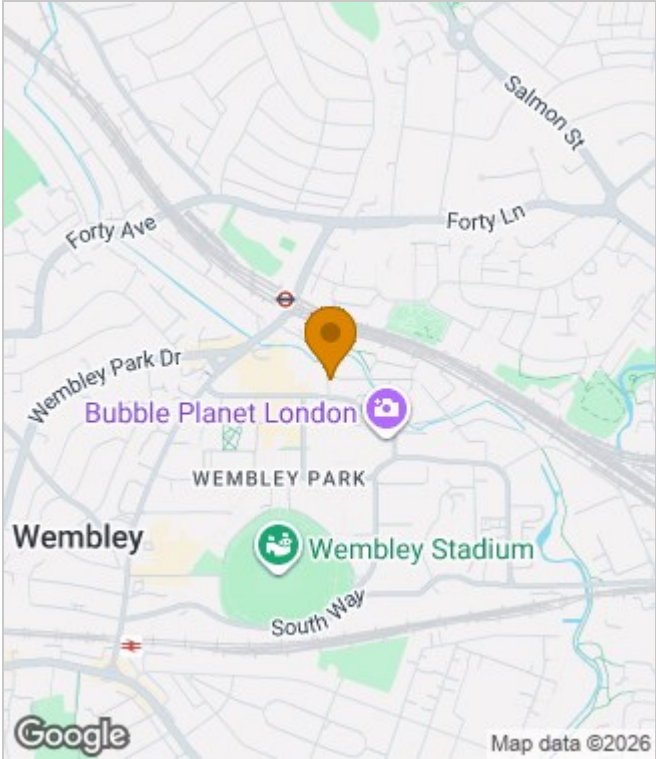 Salmon St
Forty Ln
Forty Ave
Wembley Park Dr
Bubble Planet London
WEMBLEY PARK
Wembley
Wembley Stadium
South Way
Google
Map data ©2026